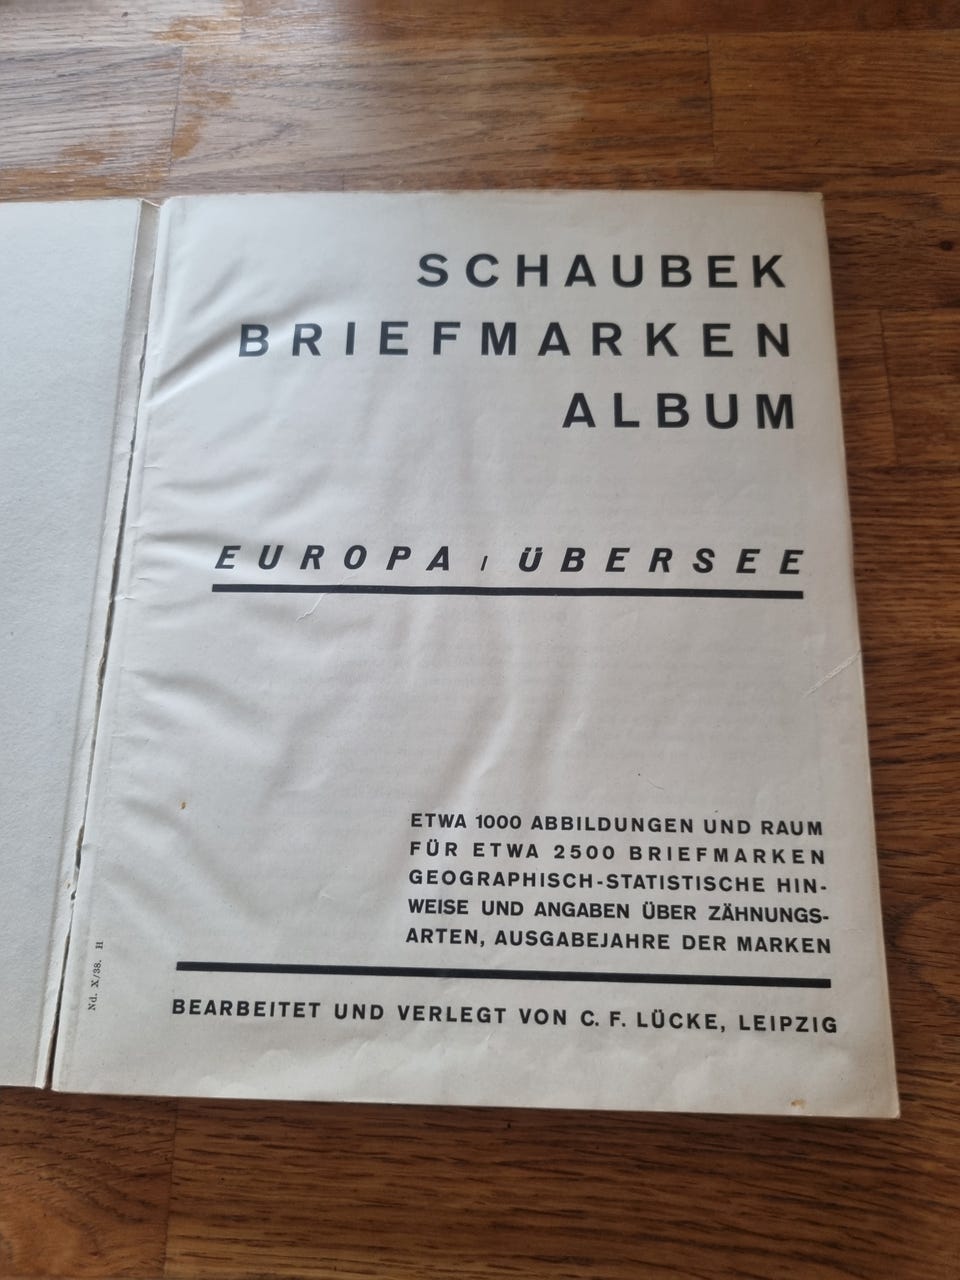 SCHAUBEK
BRIEFMARKEN
ALBUM
EUROPA / ÜBERSEE
ETWA 1000 ABBILDUNGEN UND RAUM
FÜR ETWA 2500 BRIEFMARKEN
GEOGRAPHISCH-STATISTISCHE HIN-
WEISE UND ANGABEN ÜBER ZÄHNUNGS-
ARTEN, AUSGABEJAHRE DER MARKEN
BEARBEITET UND VERLEGT VON C. F. LÜCKE, LEIPZIG
Nd. X/38. H